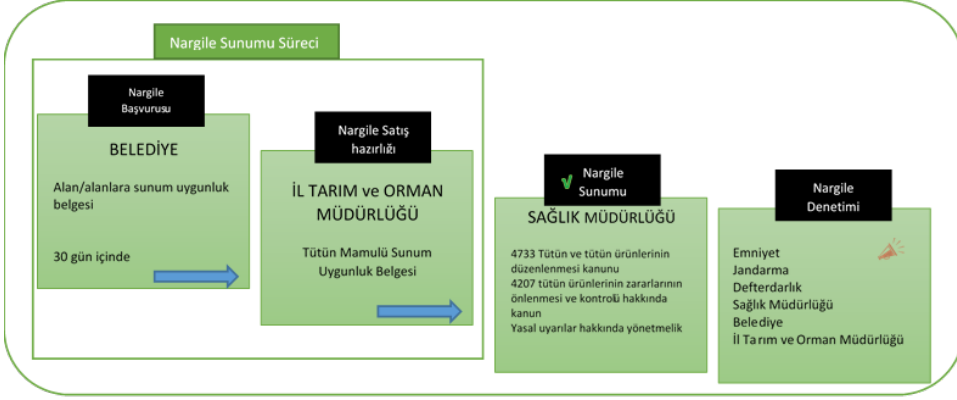 Nargile Sunumu Süreci
Nargile
Başvurusu
BELEDİYE
Alan/alanlara sunum uygunluk
belgesi
30 gün içinde
Nargile Satış
hazırlığı
İL TARIM ve ORMAN
MÜDÜRLÜĞÜ
Tütün Mamulü Sunum
Uygunluk Belgesi
Nargile
Sunumu
SAĞLIK MÜDÜRLÜĞÜ
4733 Tütün ve tütün ürünlerinin
düzenlenmesi kanunu
4207 tütün ürünlerinin zararlarının
önlenmesi ve kontrolü hakkında
kanun
Yasal uyarılar hakkında yönetmelik
Nargile
Denetimi
Emniyet
Jandarma
Defterdarlık
Sağlık Müdürlüğü
Belediye
İl Tarım ve Orman Müdürlüğü